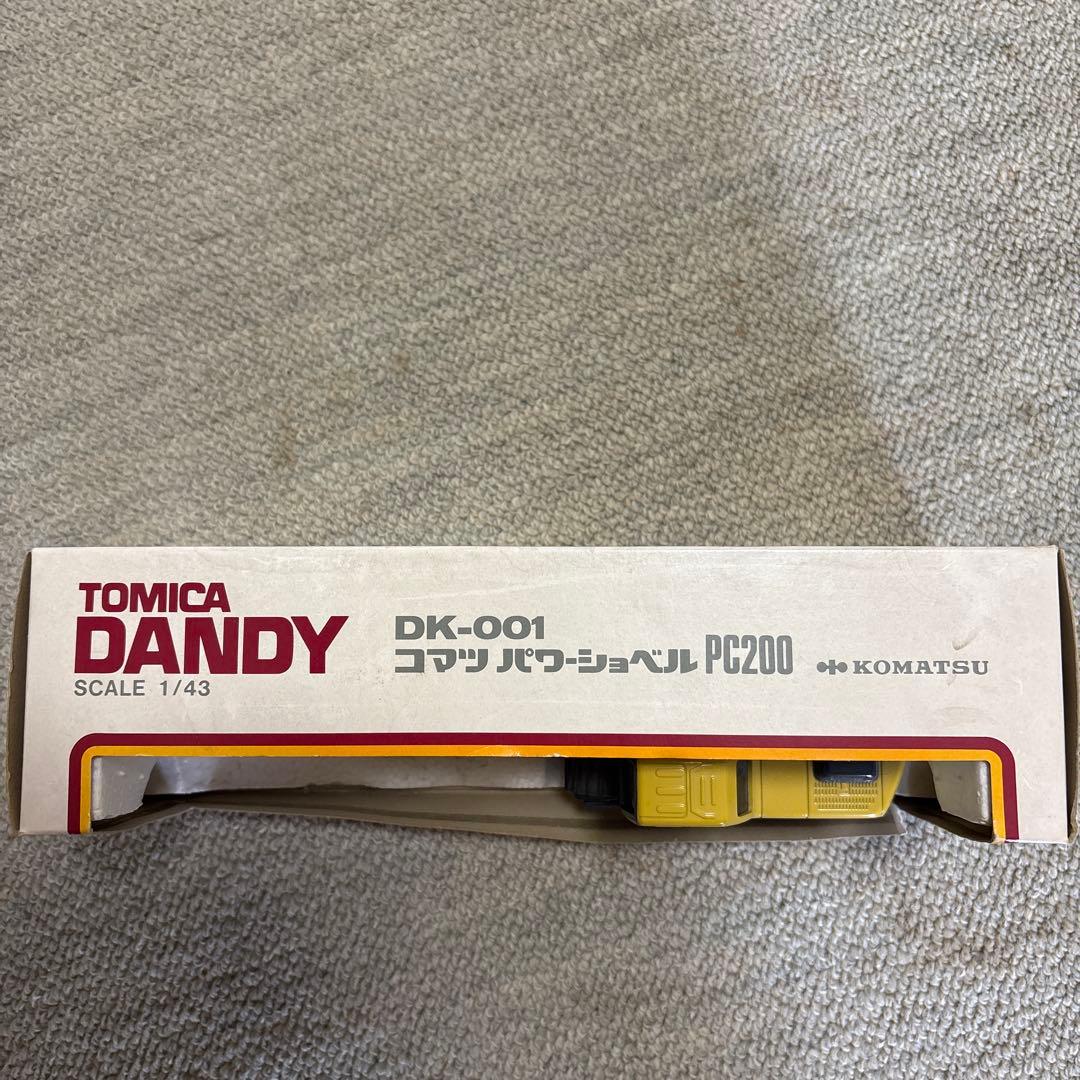 TOMICA
DANDY
SCALE 1/43
DK-001
コマツ パワーショベル PC200
KOMATSU